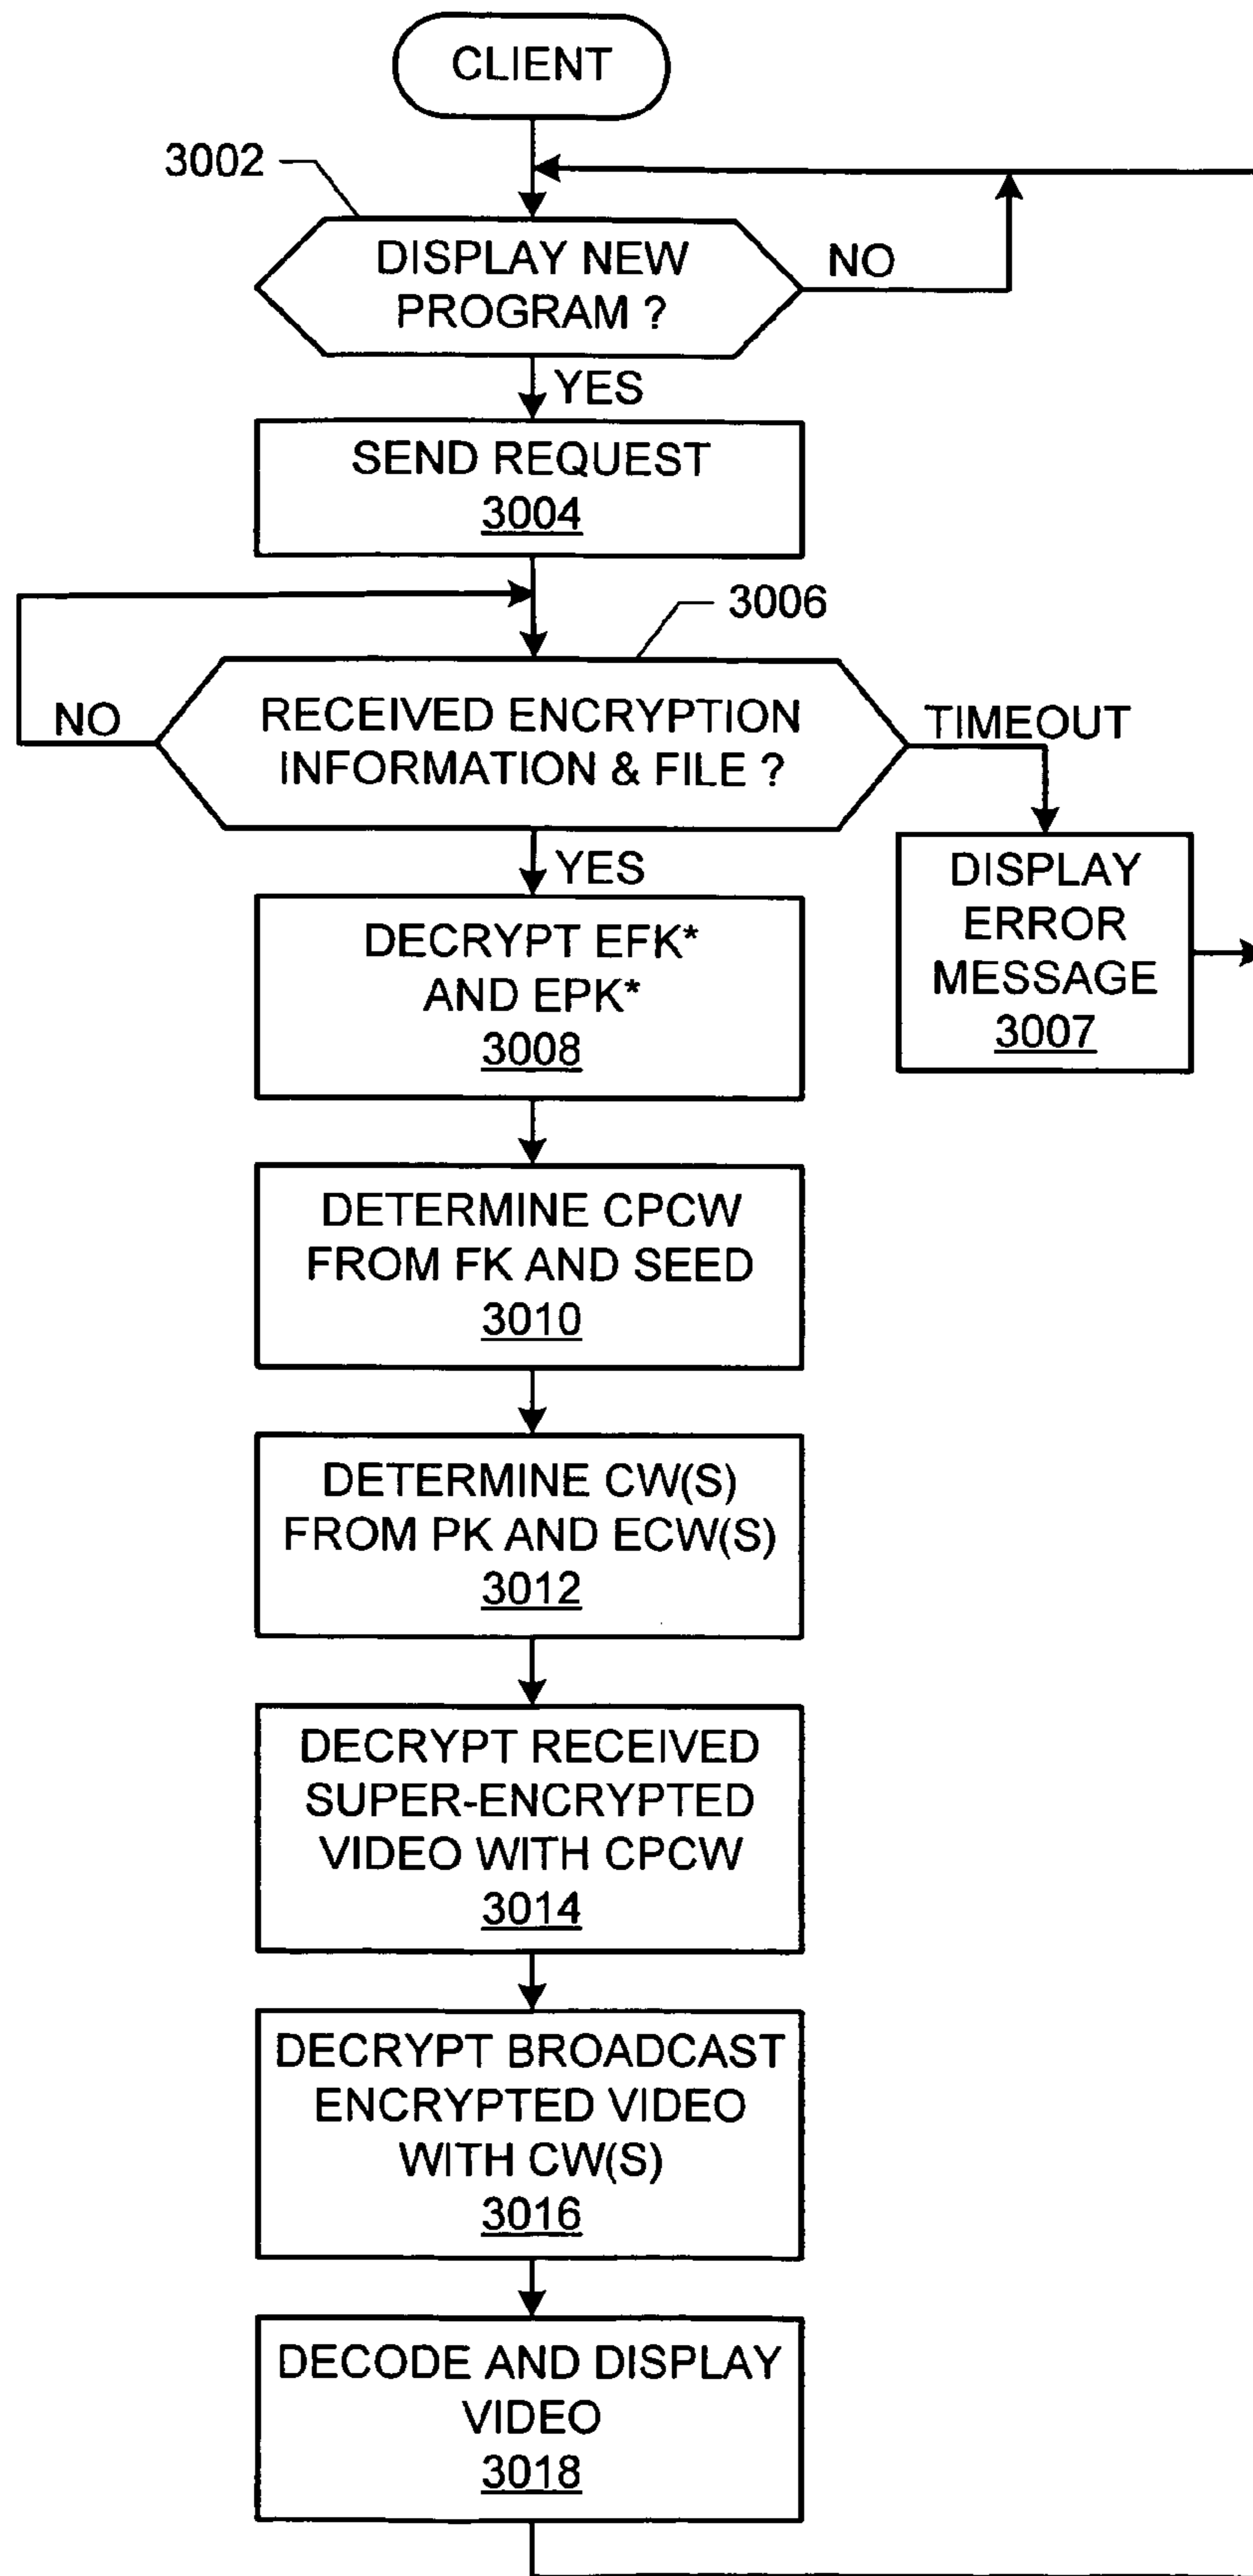 CLIENT
3002
DISPLAY NEW
PROGRAM ?
NO
YES
SEND REQUEST
3004
3006
NO
RECEIVED ENCRYPTION
INFORMATION & FILE ?
TIMEOUT
YES
DISPLAY
ERROR
MESSAGE
3007
DECRYPT EFK*
AND EPK*
3008
DETERMINE CPCW
FROM FK AND SEED
3010
DETERMINE CW(S)
FROM PK AND ECW(S)
3012
DECRYPT RECEIVED
SUPER-ENCRYPTED
VIDEO WITH CPCW
3014
DECRYPT BROADCAST
ENCRYPTED VIDEO
WITH CW(S)
3016
DECODE AND DISPLAY
VIDEO
3018